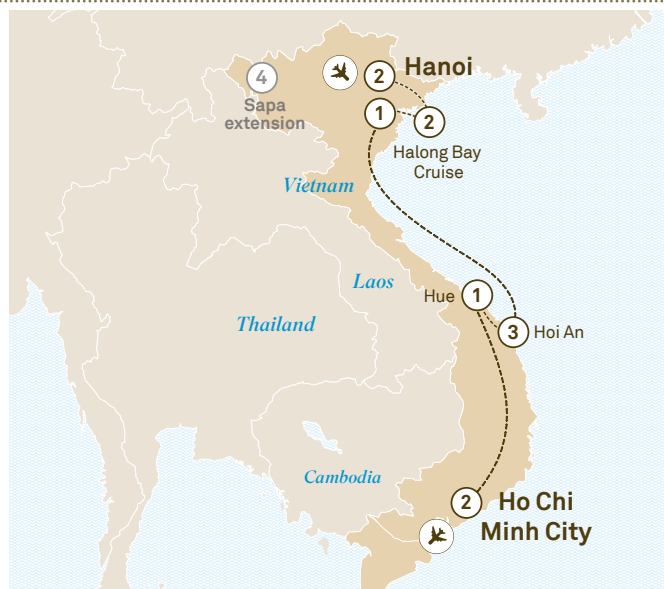 4
Sapa
extension
2
Hanoi
1
2
Halong Bay
Cruise
Vietnam
Laos
Thailand
Hue
1
3
Hoi An
Cambodia
2
Ho Chi
Minh City